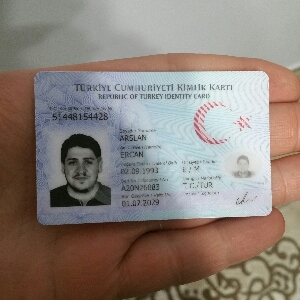 TÜRKİYE CUMHURİYETİ KİMLİK KARTI
REPUBLIC OF TURKEY IDENTITY CARD
51448154428
ARSLAN
ERCAN
02.09.1993 E / M
A20N26083 T.C./TUR
01.07.2029